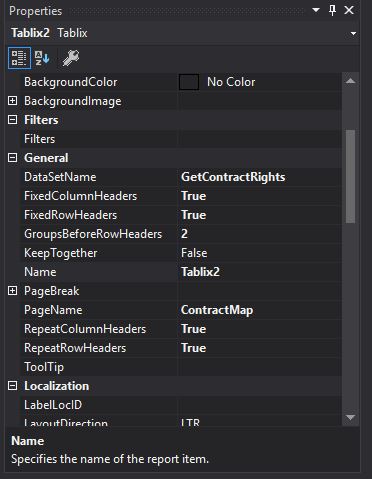 Properties
Tablix2 Tablix
BackgroundColor No Color
BackgroundImage
Filters
Filters
General
DataSetName GetContractRights
FixedColumnHeaders True
FixedRowHeaders True
GroupsBeforeRowHeaders 2
KeepTogether False
Name Tablix2
PageBreak
PageName ContractMap
RepeatColumnHeaders True
RepeatRowHeaders True
ToolTip
Localization
LabelLocID
LayoutDirection LTR
Name
Specifies the name of the report item.